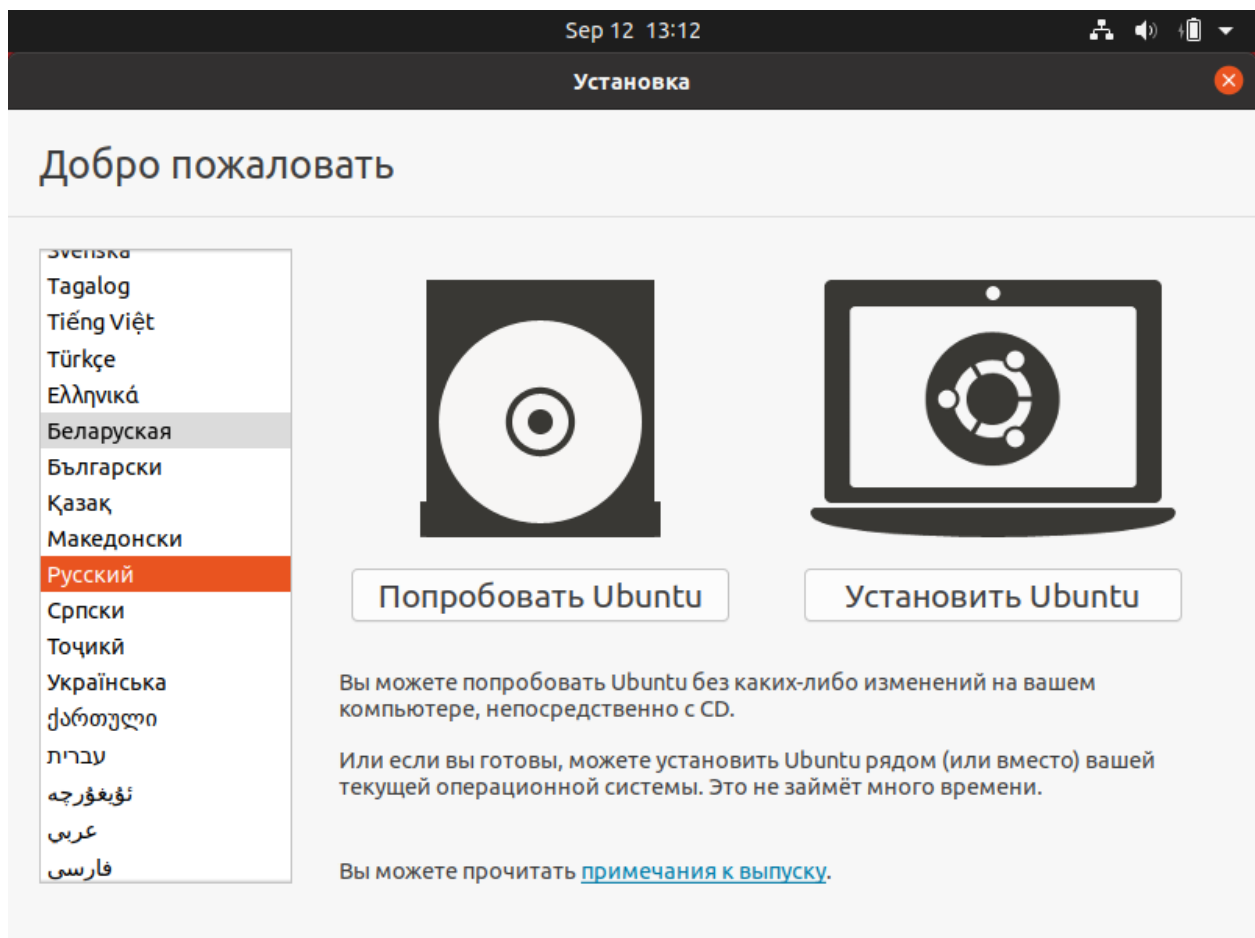 Sep 12 13:12
Установка
Добро пожаловать
Svenska
Tagalog
Tiếng Việt
Türkçe
Ελληνικά
Беларуская
Български
Қазақ
Македонски
Русский
Српски
Тоҷикӣ
Українська
ქართული
עברית
ئۇيغۇرچە
عربي
فارسی
Попробовать Ubuntu
Установить Ubuntu
Вы можете попробовать Ubuntu без каких-либо изменений на вашем
компьютере, непосредственно с CD.
Или если вы готовы, можете установить Ubuntu рядом (или вместо) вашей
текущей операционной системы. Это не займёт много времени.
Вы можете прочитать примечания к выпуску.